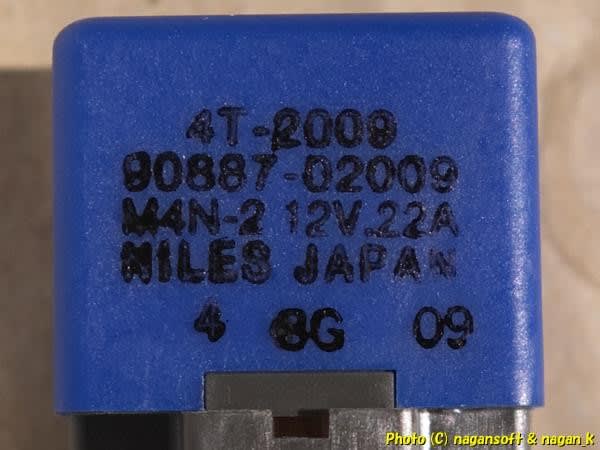 4T-2009
90887-02009
M4N-2 12V.22A
NILES JAPAN
4 8G 09
Photo (C) nagansoft & nagan_k